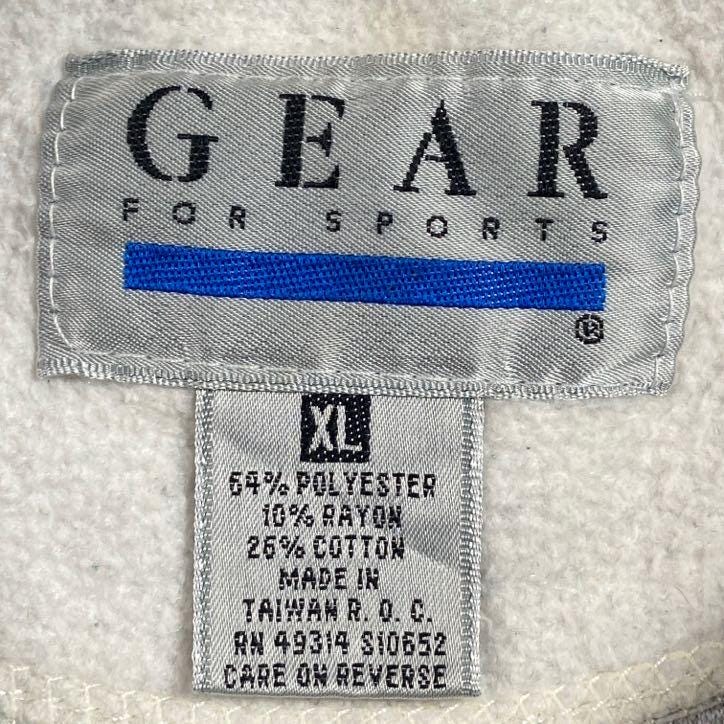 GEAR
FOR SPORTS
®
XL
64% POLYESTER
10% RAYON
26% COTTON
MADE IN
TAIWAN R. O. C.
RN 49314 S10652
CARE ON REVERSE